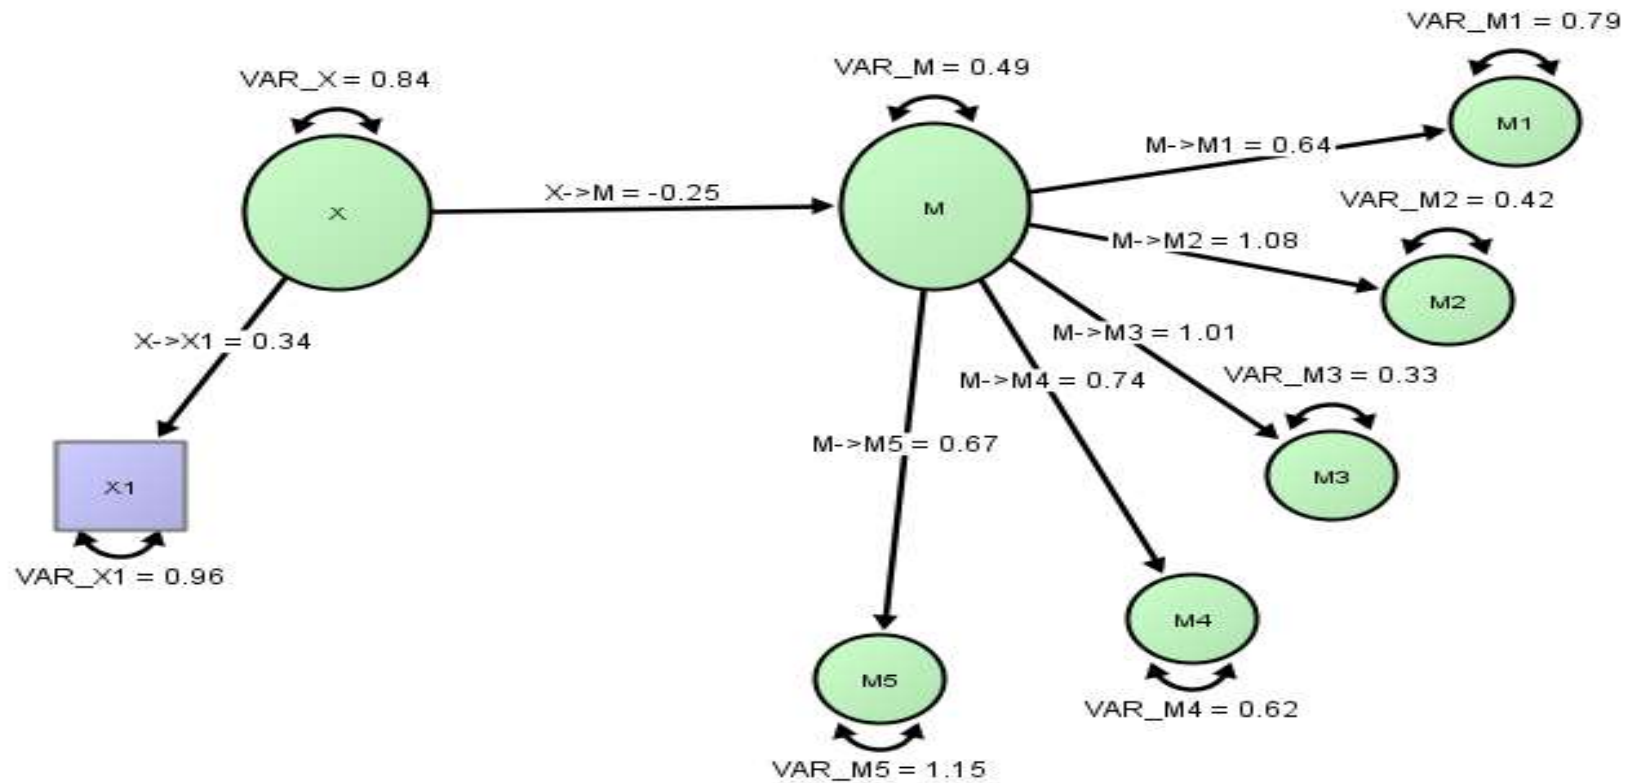 VAR_M1 = 0.79
VAR_X = 0.84
VAR_M = 0.49
M1
M->M1 = 0.64
X->M = -0.25
VAR_M2 = 0.42
X
M
M->M2 = 1.08
M2
X->X1 = 0.34
M->M3 = 1.01
M->M4 = 0.74
VAR_M3 = 0.33
M->M5 = 0.67
M3
X1
VAR_X1 = 0.96
M4
M5
VAR_M4 = 0.62
VAR_M5 = 1.15